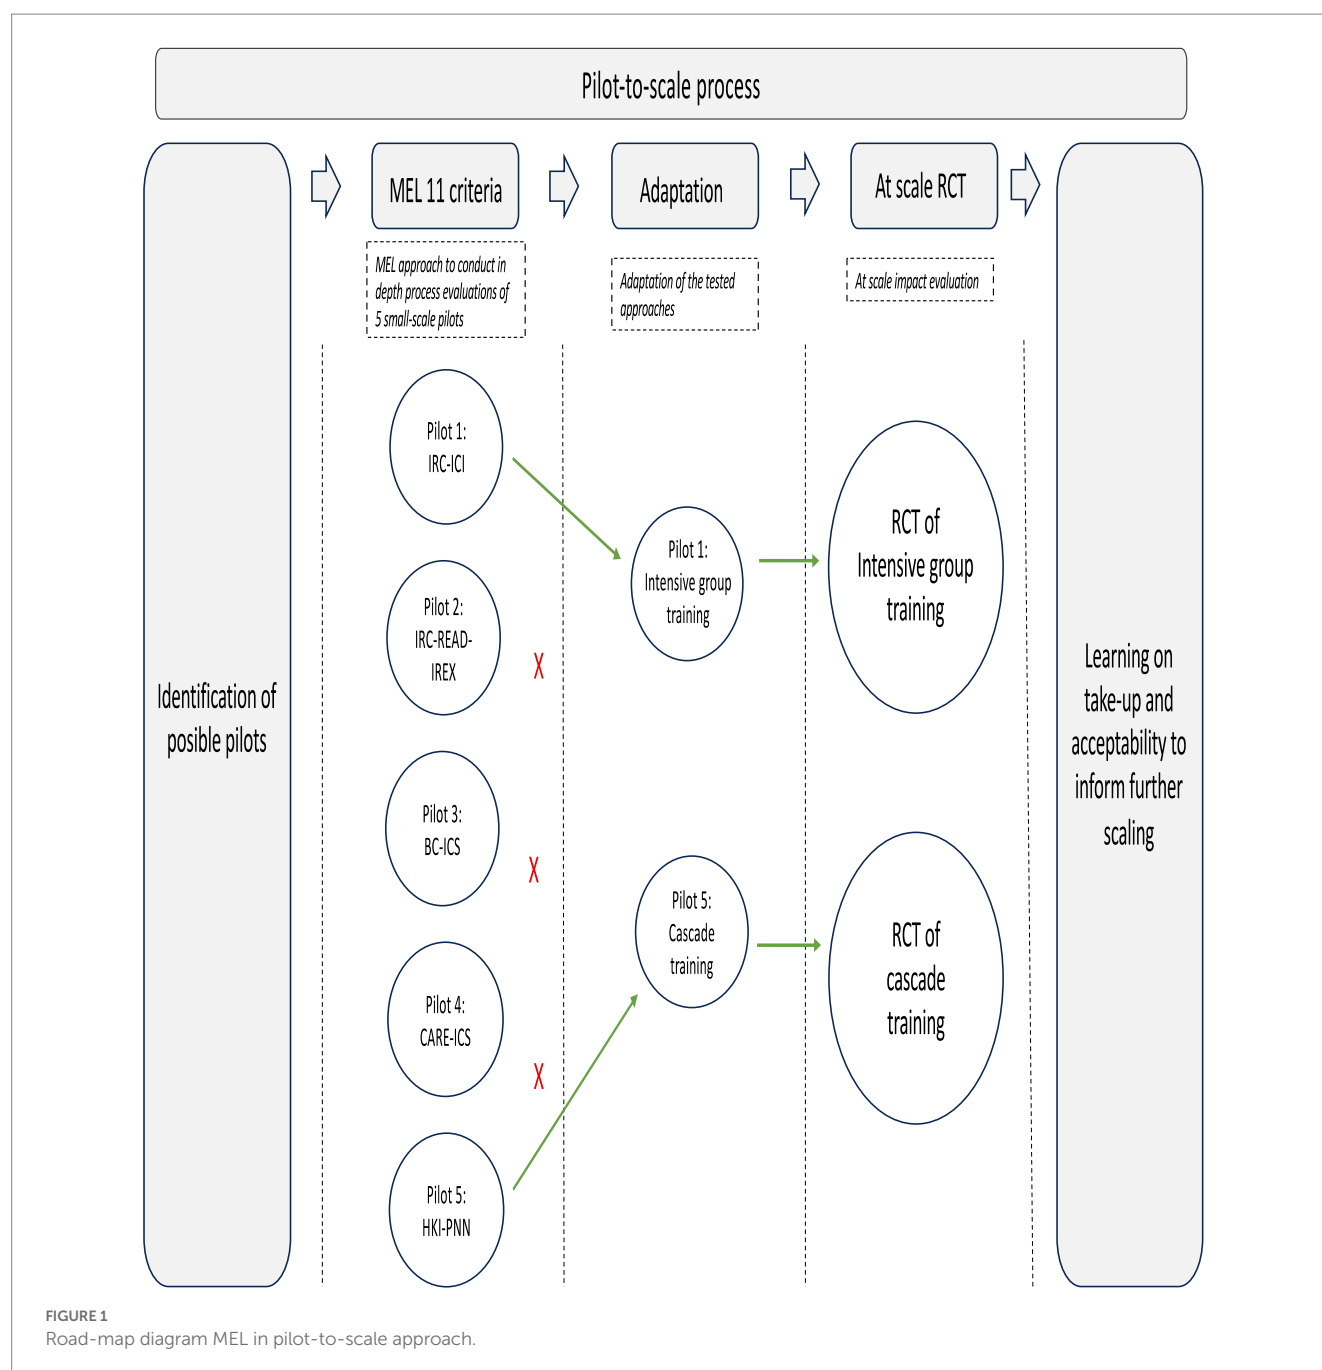 Pilot-to-scale process
MEL 11 criteria
Adaptation
At scale RCT
MEL approach to conduct in
depth process evaluations of
5 small-scale pilots
Adaptation of the tested
approaches
At scale impact evaluation
Identification of
posible pilots
Pilot 1:
IRC-ICI
Pilot 2:
IRC-READ-
IREX
X
Pilot 3:
BC-ICS
X
Pilot 4:
CARE-ICS
X
Pilot 5:
HKI-PNN
Pilot 1:
Intensive group
training
Pilot 5:
Cascade
training
RCT of
Intensive group
training
RCT of
cascade
training
Learning on
take-up and
acceptability to
inform further
scaling
FIGURE 1
Road-map diagram MEL in pilot-to-scale approach.